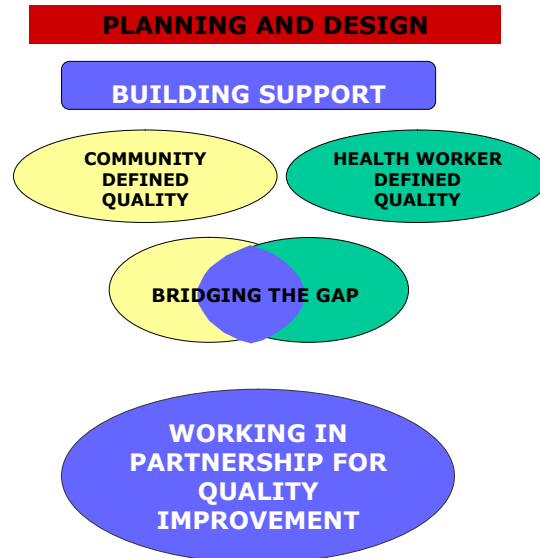 PLANNING AND DESIGN
BUILDING SUPPORT
COMMUNITY
DEFINED
QUALITY
HEALTH WORKER
DEFINED
QUALITY
BRIDGING THE GAP
WORKING IN
PARTNERSHIP FOR
QUALITY
IMPROVEMENT